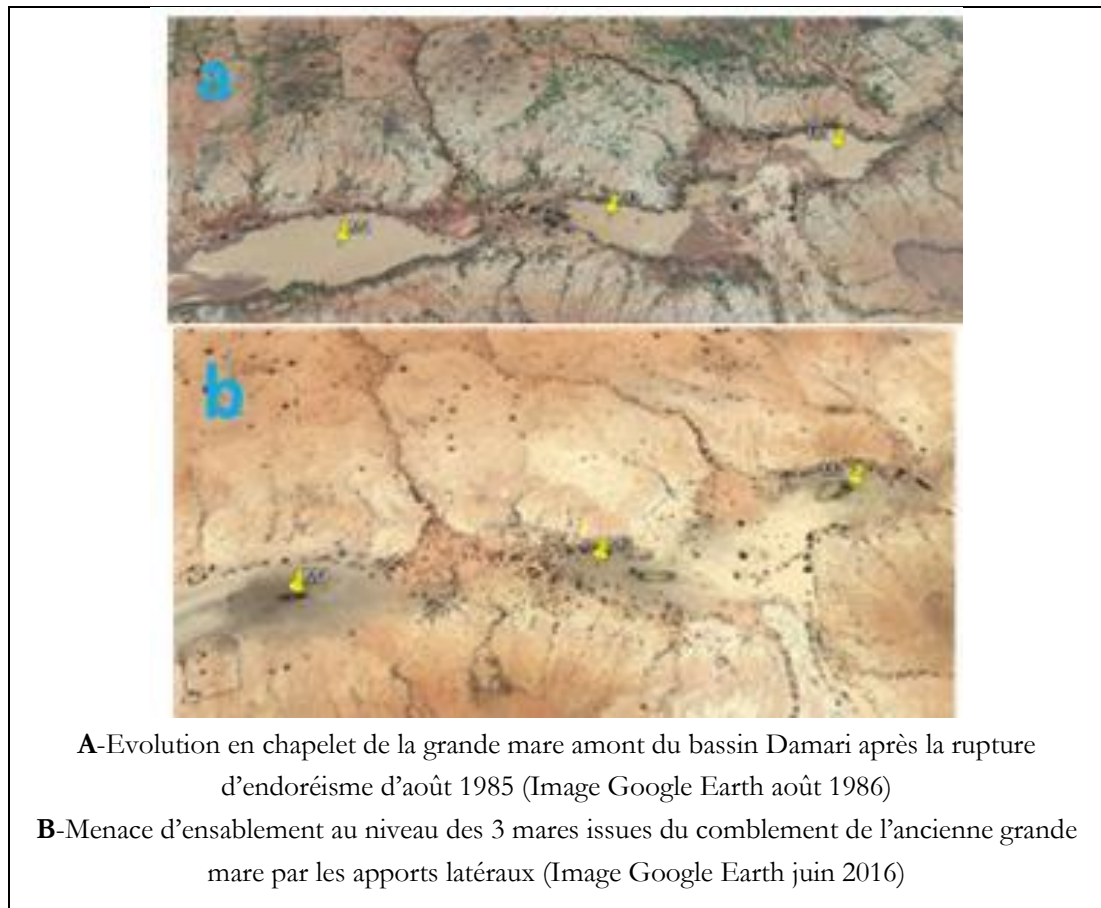 a
b
A-Evolution en chapelet de la grande mare amont du bassin Damari après la rupture
d’endoréisme d’août 1985 (Image Google Earth août 1986)
B-Menace d’ensablement au niveau des 3 mares issues du comblement de l’ancienne grande
mare par les apports latéraux (Image Google Earth juin 2016)